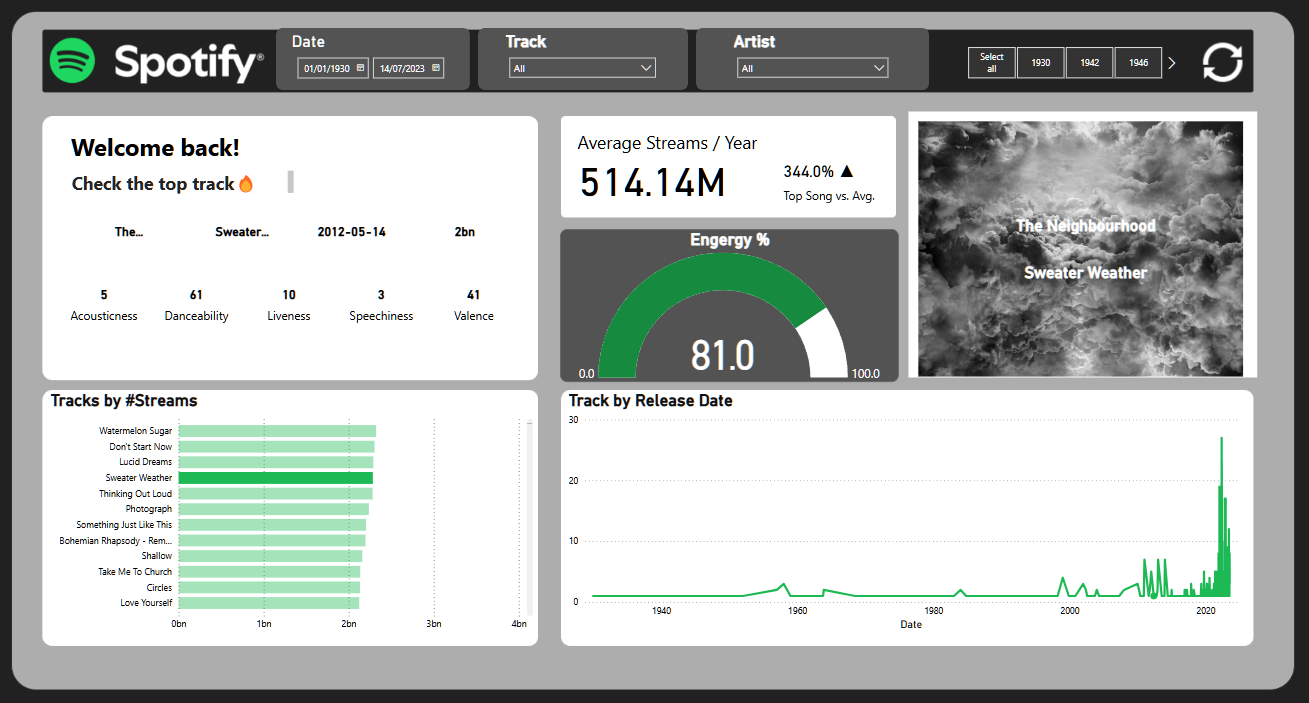 Spotify®
Date
01/01/1930
14/07/2023
Track
All
Artist
All
Select all
1930
1942
1946
Welcome back!
Check the top track🔥
The...
Sweater...
2012-05-14
2bn
5
61
10
3
41
Acousticness
Danceability
Liveness
Speechiness
Valence
Average Streams / Year
514.14M
344.0% ▲
Top Song vs. Avg.
Engergy %
81.0
0.0
100.0
The Neighbourhood
Sweater Weather
Tracks by #Streams
Watermelon Sugar
Don't Start Now
Lucid Dreams
Sweater Weather
Thinking Out Loud
Photograph
Something Just Like This
Bohemian Rhapsody - Rem...
Shallow
Take Me To Church
Circles
Love Yourself
0bn
1bn
2bn
3bn
4bn
Track by Release Date
30
20
10
0
1940
1960
1980
2000
2020
Date